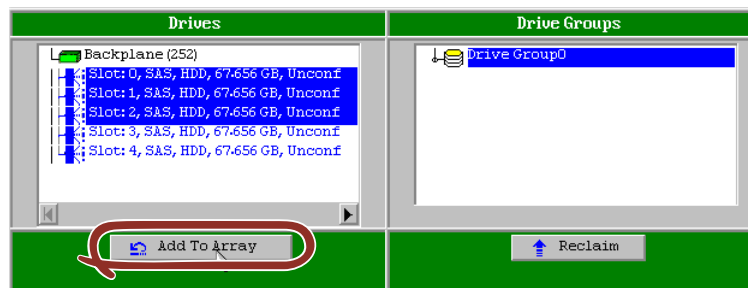 Drives
Drive Groups
Backplane (252)
Slot: 0, SAS, HDD, 67.656 GB, Unconf
Slot: 1, SAS, HDD, 67.656 GB, Unconf
Slot: 2, SAS, HDD, 67.656 GB, Unconf
Slot: 3, SAS, HDD, 67.656 GB, Unconf
Slot: 4, SAS, HDD, 67.656 GB, Unconf
Drive Group0
Add To Array
Reclaim